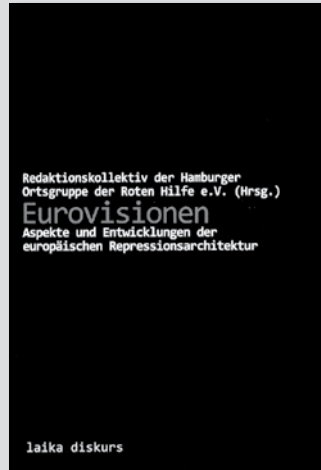 Redaktionskollektiv der Hamburger
Ortsgruppe der Roten Hilfe e.V. (Hrsg.)
Eurovisionen
Aspekte und Entwicklungen der
europäischen Repressionsarchitektur
laika diskurs